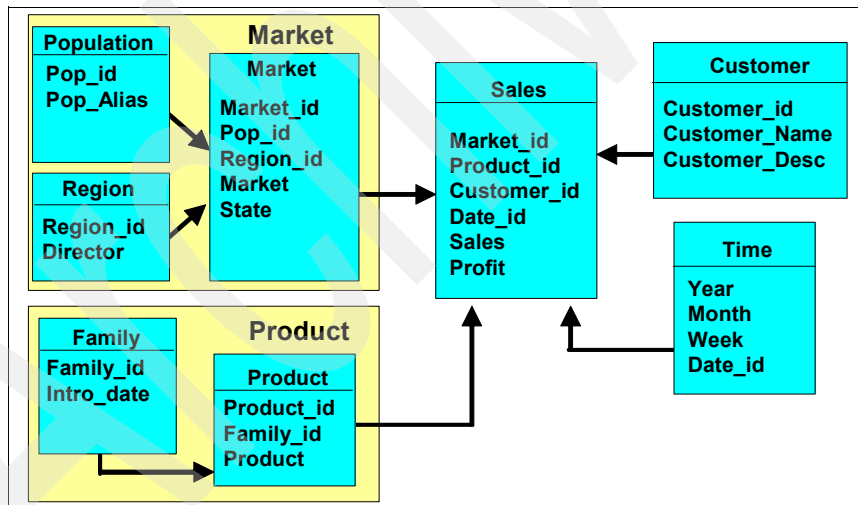 Market
Population
Pop_id
Pop_Alias
Region
Region_id
Director
Market
Market_id
Pop_id
Region_id
Market
State
Product
Family
Family_id
Intro_date
Product
Product_id
Family_id
Product
Sales
Market_id
Product_id
Customer_id
Date_id
Sales
Profit
Customer
Customer_id
Customer_Name
Customer_Desc
Time
Year
Month
Week
Date_id